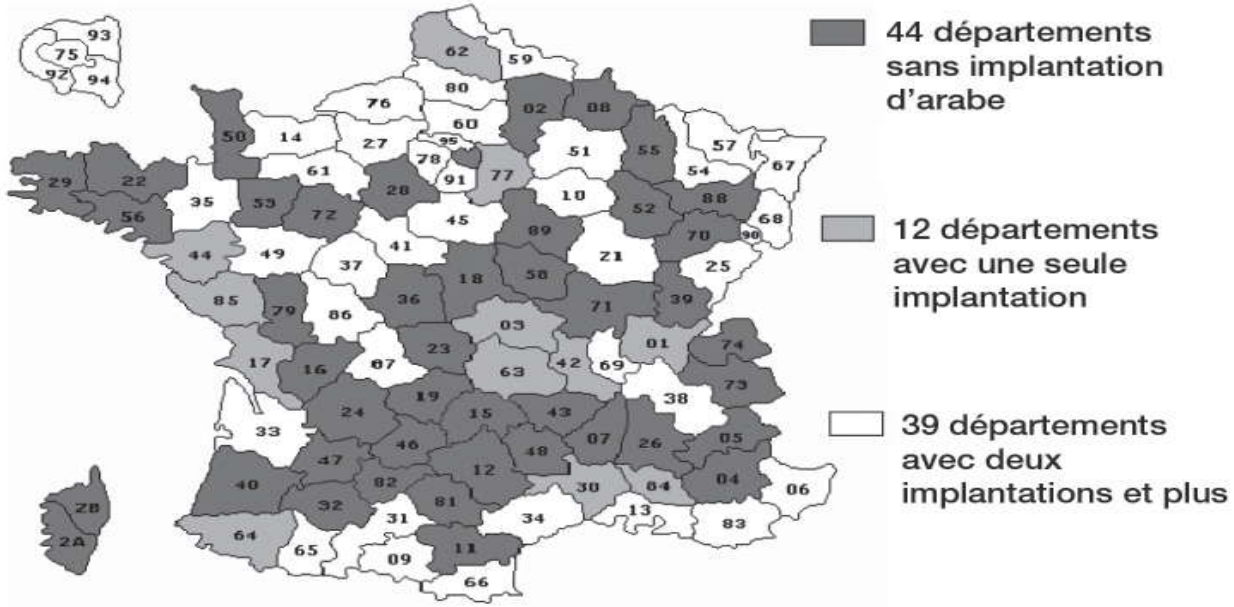 93
75
92 94
62
59
80
76
02 08
60
50 14 27 95 51 55 57
78 54 67
61 91 77
29 22 28 10 88
35 53 52 68
56 72 45 89 70 90
41
44 49 21 25
37 18 58
85 79 36 71 39
86 03
01 74
17 23 42 69
16 87 63
73
19 38
24 15 43
33 05
46 07 26
47 48
12 04
40 82 30 84 06
32 81
31 34 13
83
64 65 11
09
66
2B
2A
44 départements
sans implantation
d'arabe
12 départements
avec une seule
implantation
39 départements
avec deux
implantations et plus